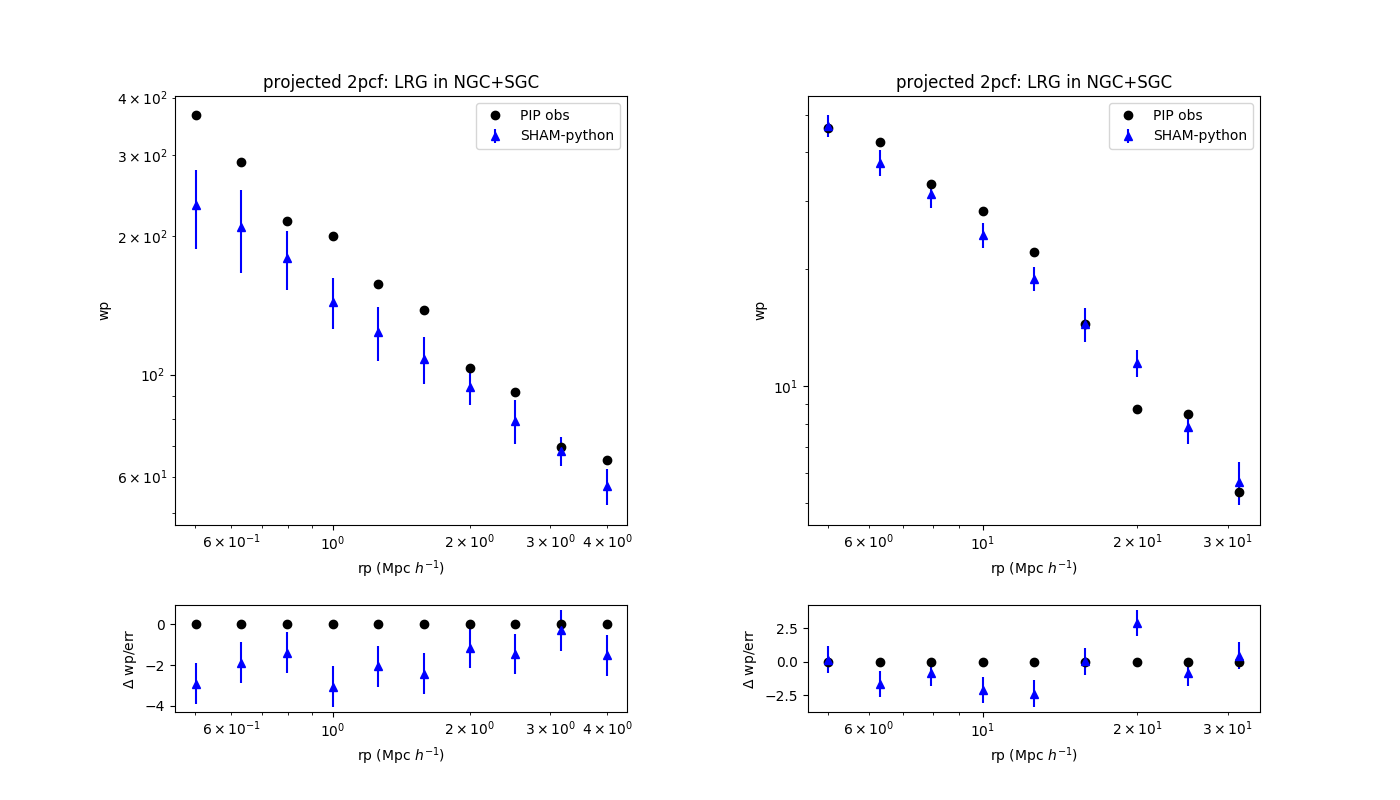 projected 2pcf: LRG in NGC+SGC
PIP obs
SHAM-python
4 × 10²
3 × 10²
2 × 10²
10²
6 × 10¹
wp
6 × 10⁻¹ 10⁰ 2 × 10⁰ 3 × 10⁰ 4 × 10⁰
rp (Mpc h⁻¹)
projected 2pcf: LRG in NGC+SGC
PIP obs
SHAM-python
10¹
wp
6 × 10⁰ 10¹ 2 × 10¹ 3 × 10¹
rp (Mpc h⁻¹)
0
−2
−4
Δ wp/err
6 × 10⁻¹ 10⁰ 2 × 10⁰ 3 × 10⁰ 4 × 10⁰
rp (Mpc h⁻¹)
2.5
0.0
−2.5
Δ wp/err
6 × 10⁰ 10¹ 2 × 10¹ 3 × 10¹
rp (Mpc h⁻¹)